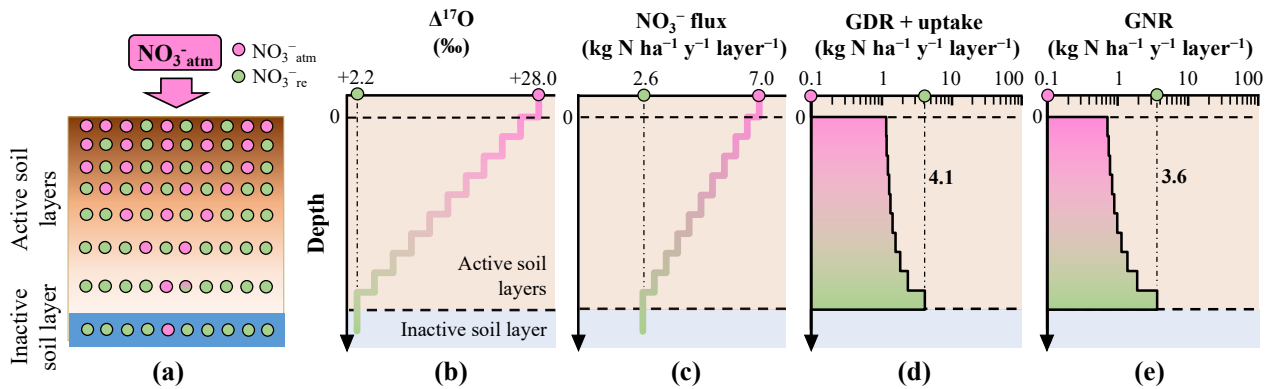 NO₃⁻atm
NO₃⁻atm
NO₃⁻re
Active soil
layers
Inactive
soil layer
(a)
Δ¹⁷O
(‰)
+2.2
+28.0
0
Depth
Active soil
layers
Inactive soil layer
(b)
NO₃⁻ flux
(kg N ha⁻¹ y⁻¹ layer⁻¹)
2.6
7.0
0
(c)
GDR + uptake
(kg N ha⁻¹ y⁻¹ layer⁻¹)
0.1 1 10 100
0
4.1
(d)
GNR
(kg N ha⁻¹ y⁻¹ layer⁻¹)
0.1 1 10 100
0
3.6
(e)